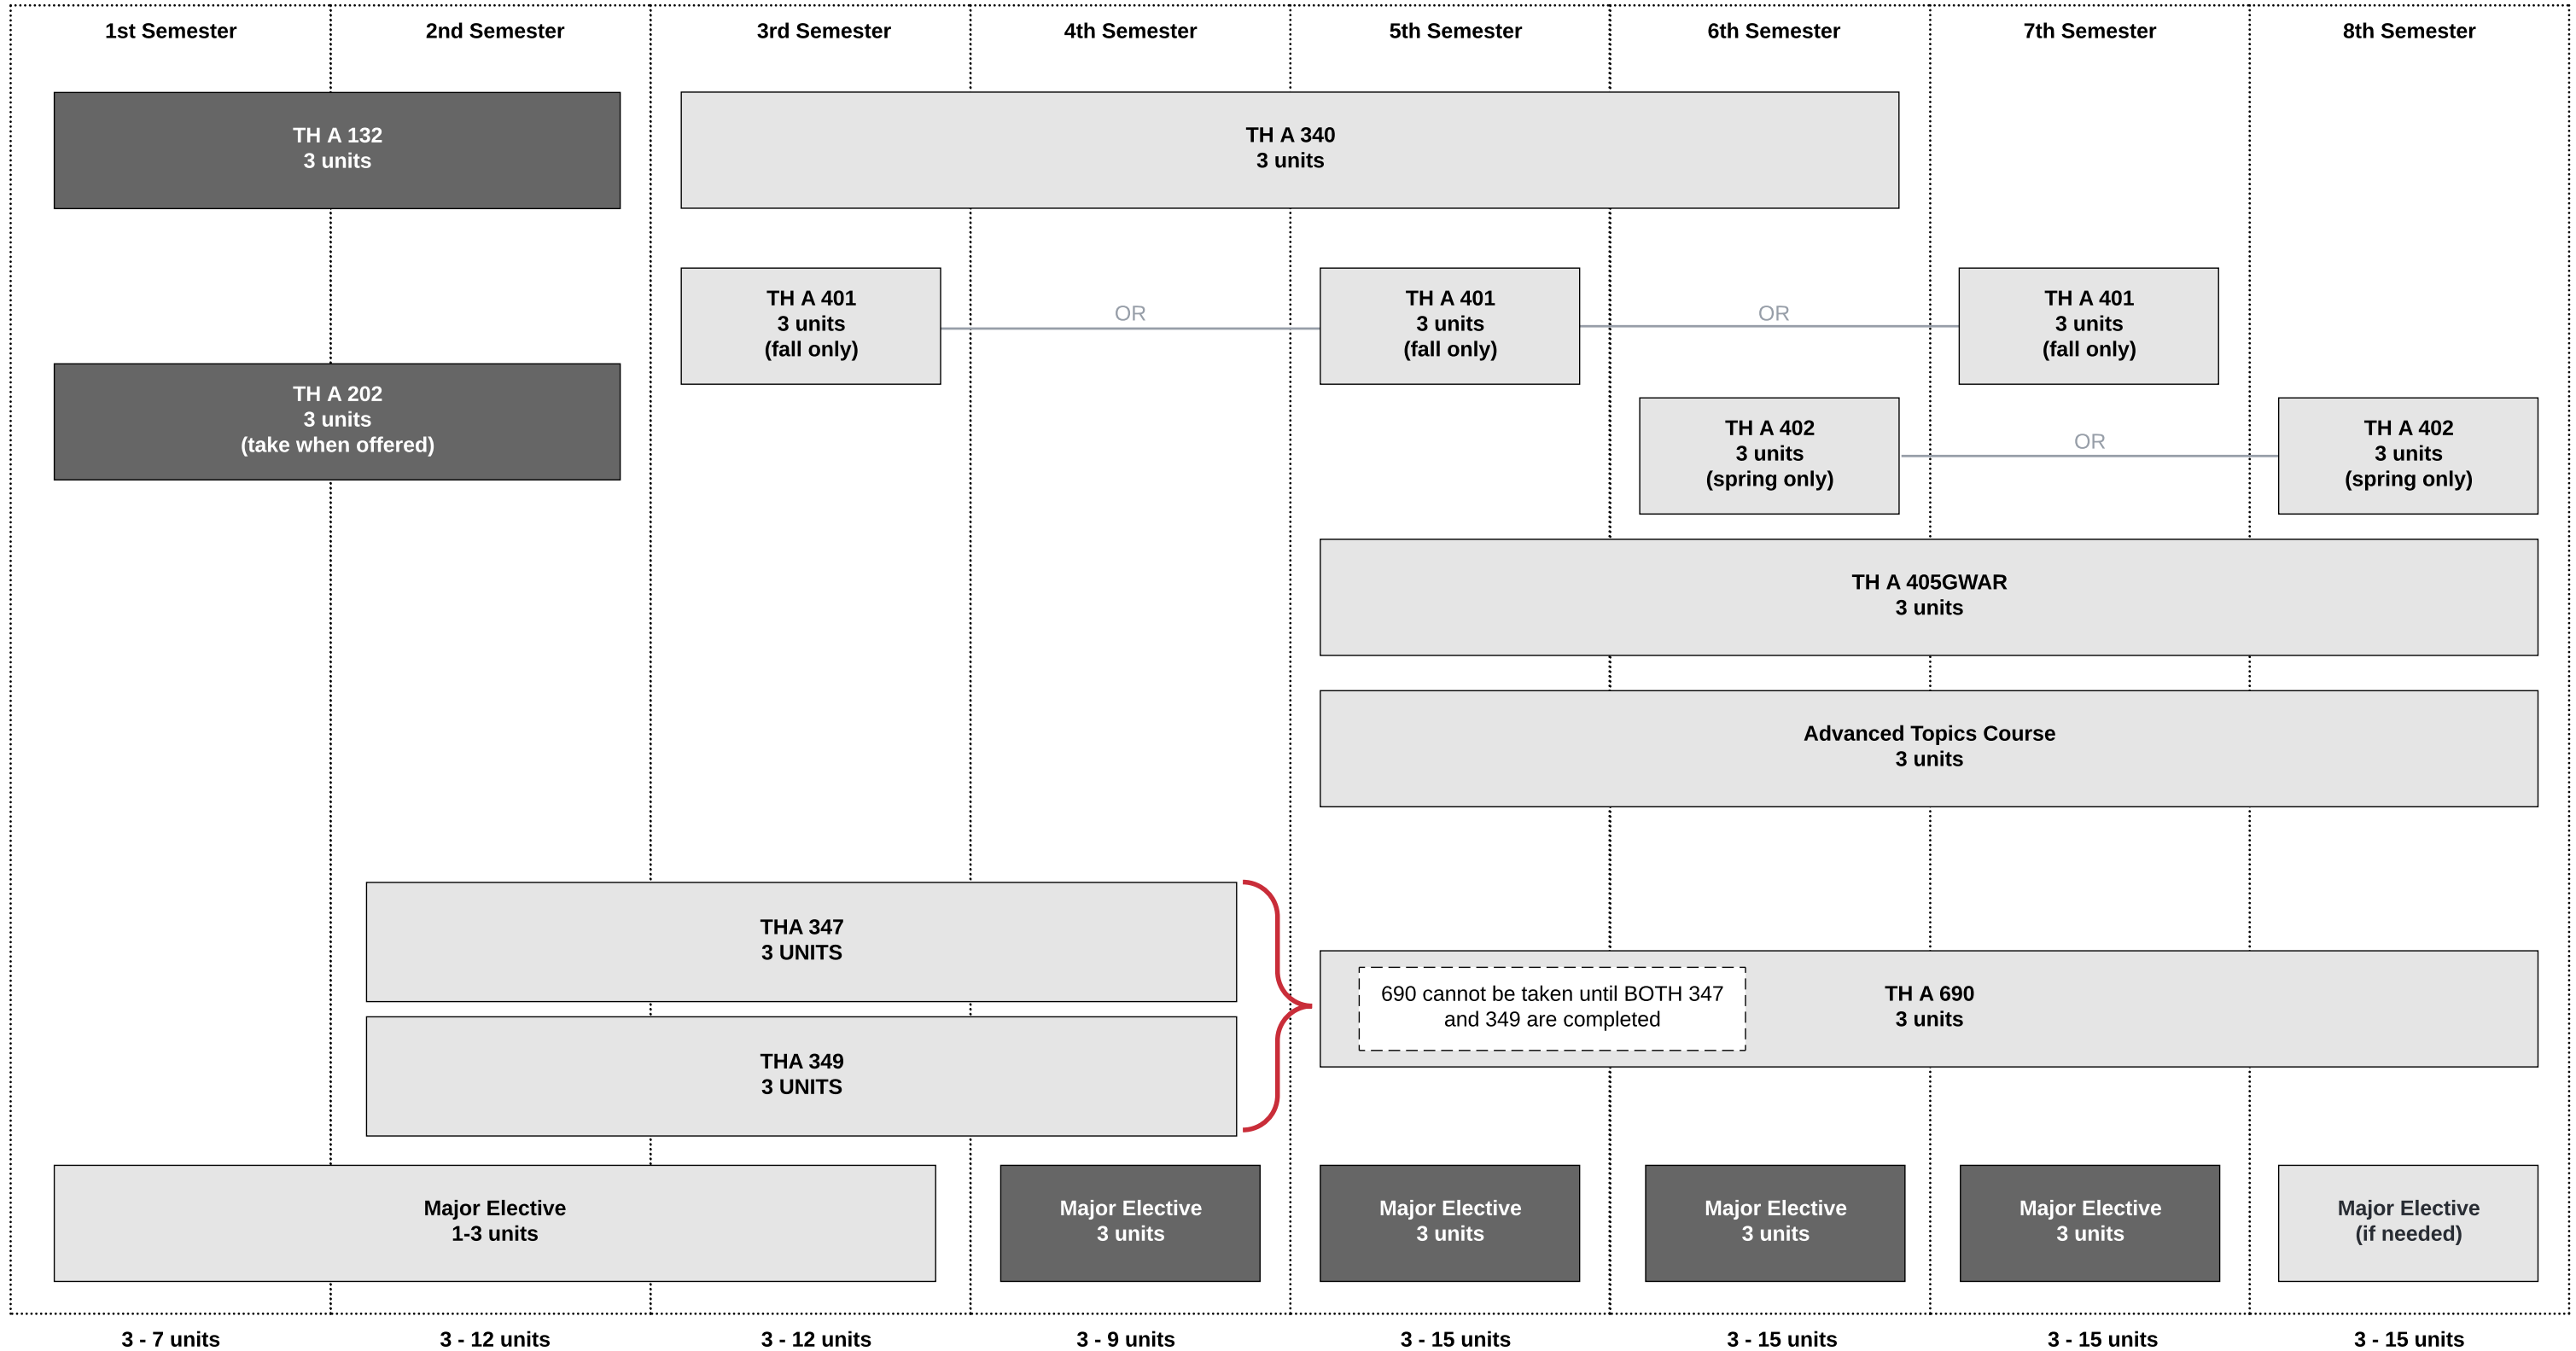 1st Semester
2nd Semester
3rd Semester
4th Semester
5th Semester
6th Semester
7th Semester
8th Semester
TH A 132
3 units
TH A 340
3 units
TH A 401
3 units
(fall only)
OR
TH A 401
3 units
(fall only)
OR
TH A 401
3 units
(fall only)
TH A 202
3 units
(take when offered)
TH A 402
3 units
(spring only)
OR
TH A 402
3 units
(spring only)
TH A 405GWAR
3 units
Advanced Topics Course
3 units
THA 347
3 UNITS
THA 349
3 UNITS
690 cannot be taken until BOTH 347
and 349 are completed
TH A 690
3 units
Major Elective
1-3 units
Major Elective
3 units
Major Elective
3 units
Major Elective
3 units
Major Elective
3 units
Major Elective
(if needed)
3 - 7 units
3 - 12 units
3 - 12 units
3 - 9 units
3 - 15 units
3 - 15 units
3 - 15 units
3 - 15 units